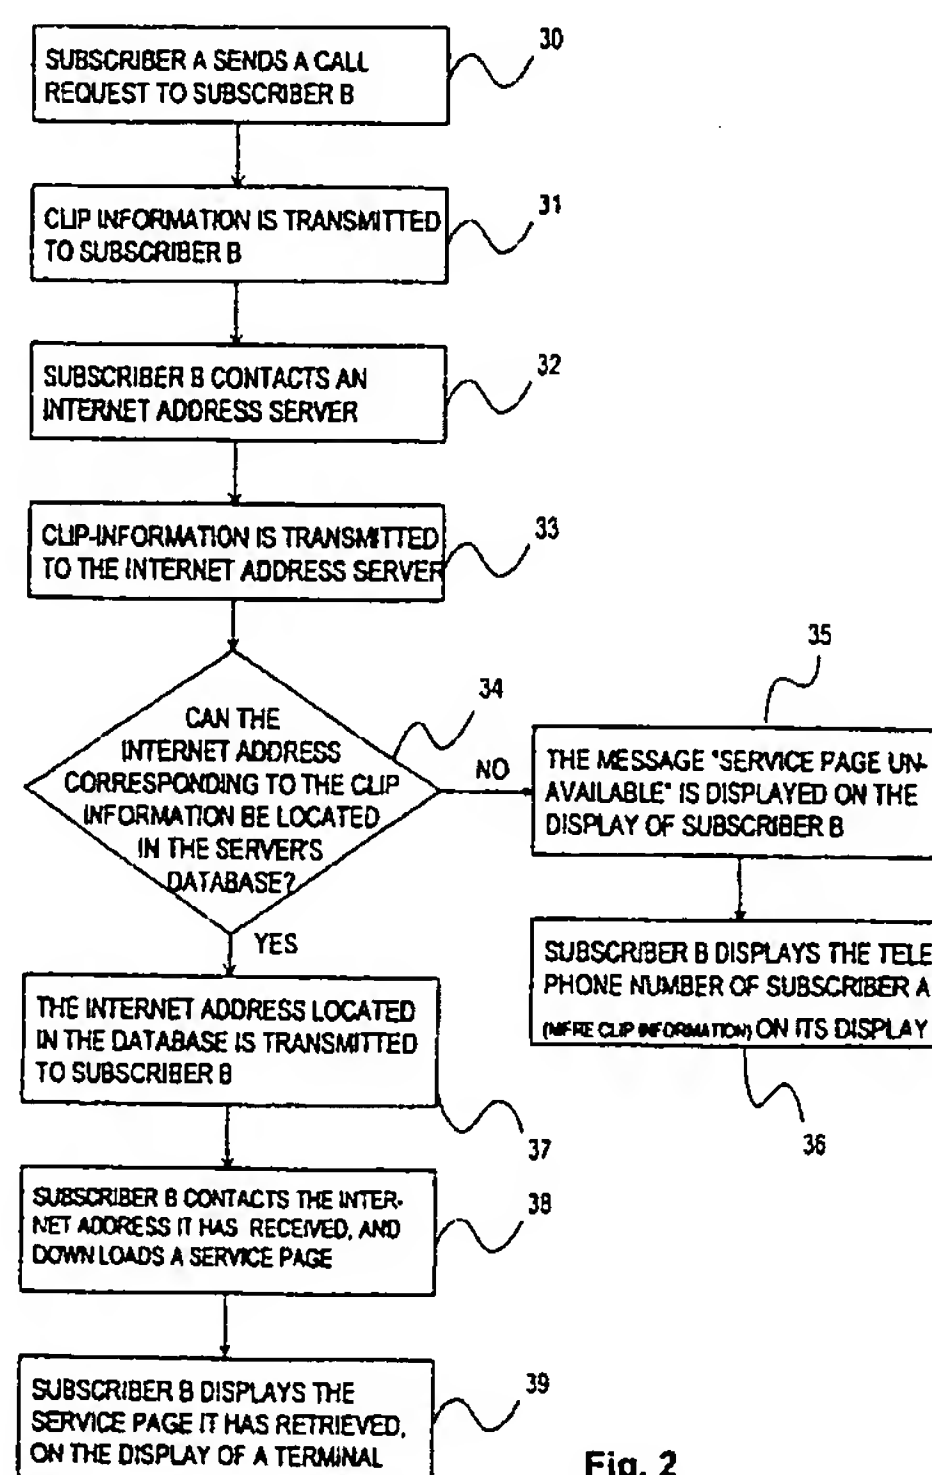 SUBSCRIBER A SENDS A CALL
REQUEST TO SUBSCRIBER B
30
CLIP INFORMATION IS TRANSMITTED
TO SUBSCRIBER B
31
SUBSCRIBER B CONTACTS AN
INTERNET ADDRESS SERVER
32
CLIP-INFORMATION IS TRANSMITTED
TO THE INTERNET ADDRESS SERVER
33
CAN THE
INTERNET ADDRESS
CORRESPONDING TO THE CLIP
INFORMATION BE LOCATED
IN THE SERVER'S
DATABASE?
34
NO
35
THE MESSAGE "SERVICE PAGE UN-
AVAILABLE" IS DISPLAYED ON THE
DISPLAY OF SUBSCRIBER B
SUBSCRIBER B DISPLAYS THE TELE
PHONE NUMBER OF SUBSCRIBER A
(MERE CLIP INFORMATION) ON ITS DISPLAY
36
YES
THE INTERNET ADDRESS LOCATED
IN THE DATABASE IS TRANSMITTED
TO SUBSCRIBER B
37
SUBSCRIBER B CONTACTS THE INTER-
NET ADDRESS IT HAS RECEIVED, AND
DOWN LOADS A SERVICE PAGE
38
SUBSCRIBER B DISPLAYS THE
SERVICE PAGE IT HAS RETRIEVED,
ON THE DISPLAY OF A TERMINAL
39
Fig. 2